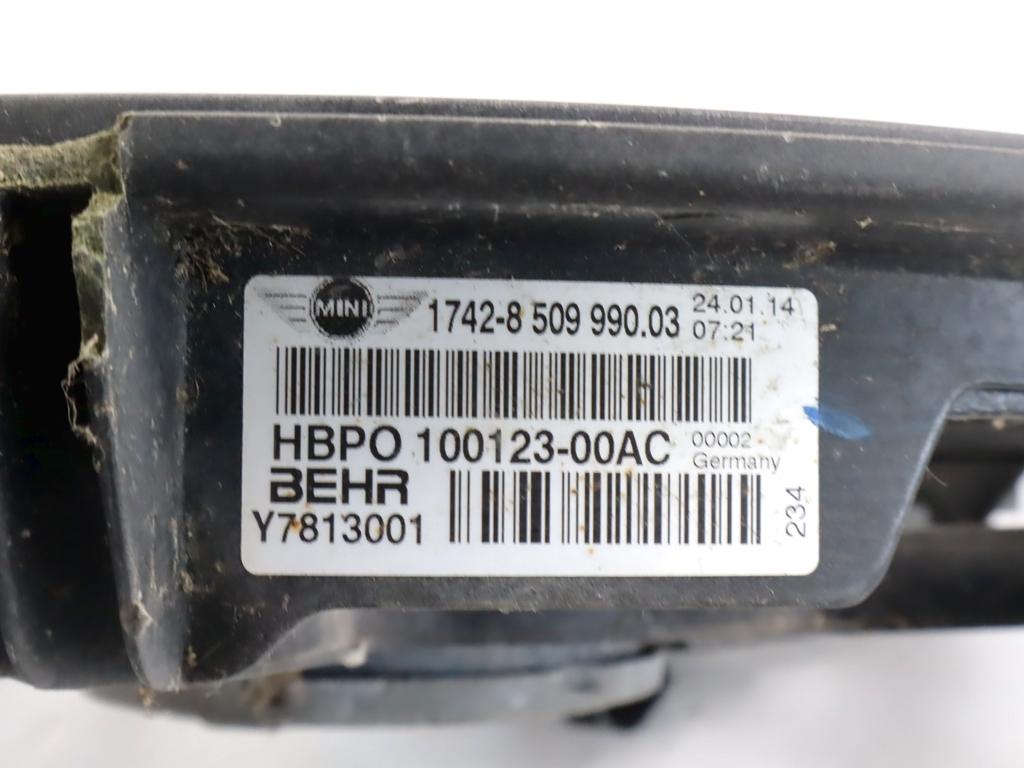 MINI 1742-8 509 990.03 24.01.14
07:21
HBPO 100123-00AC 00002
Germany
BEHR
Y7813001
234